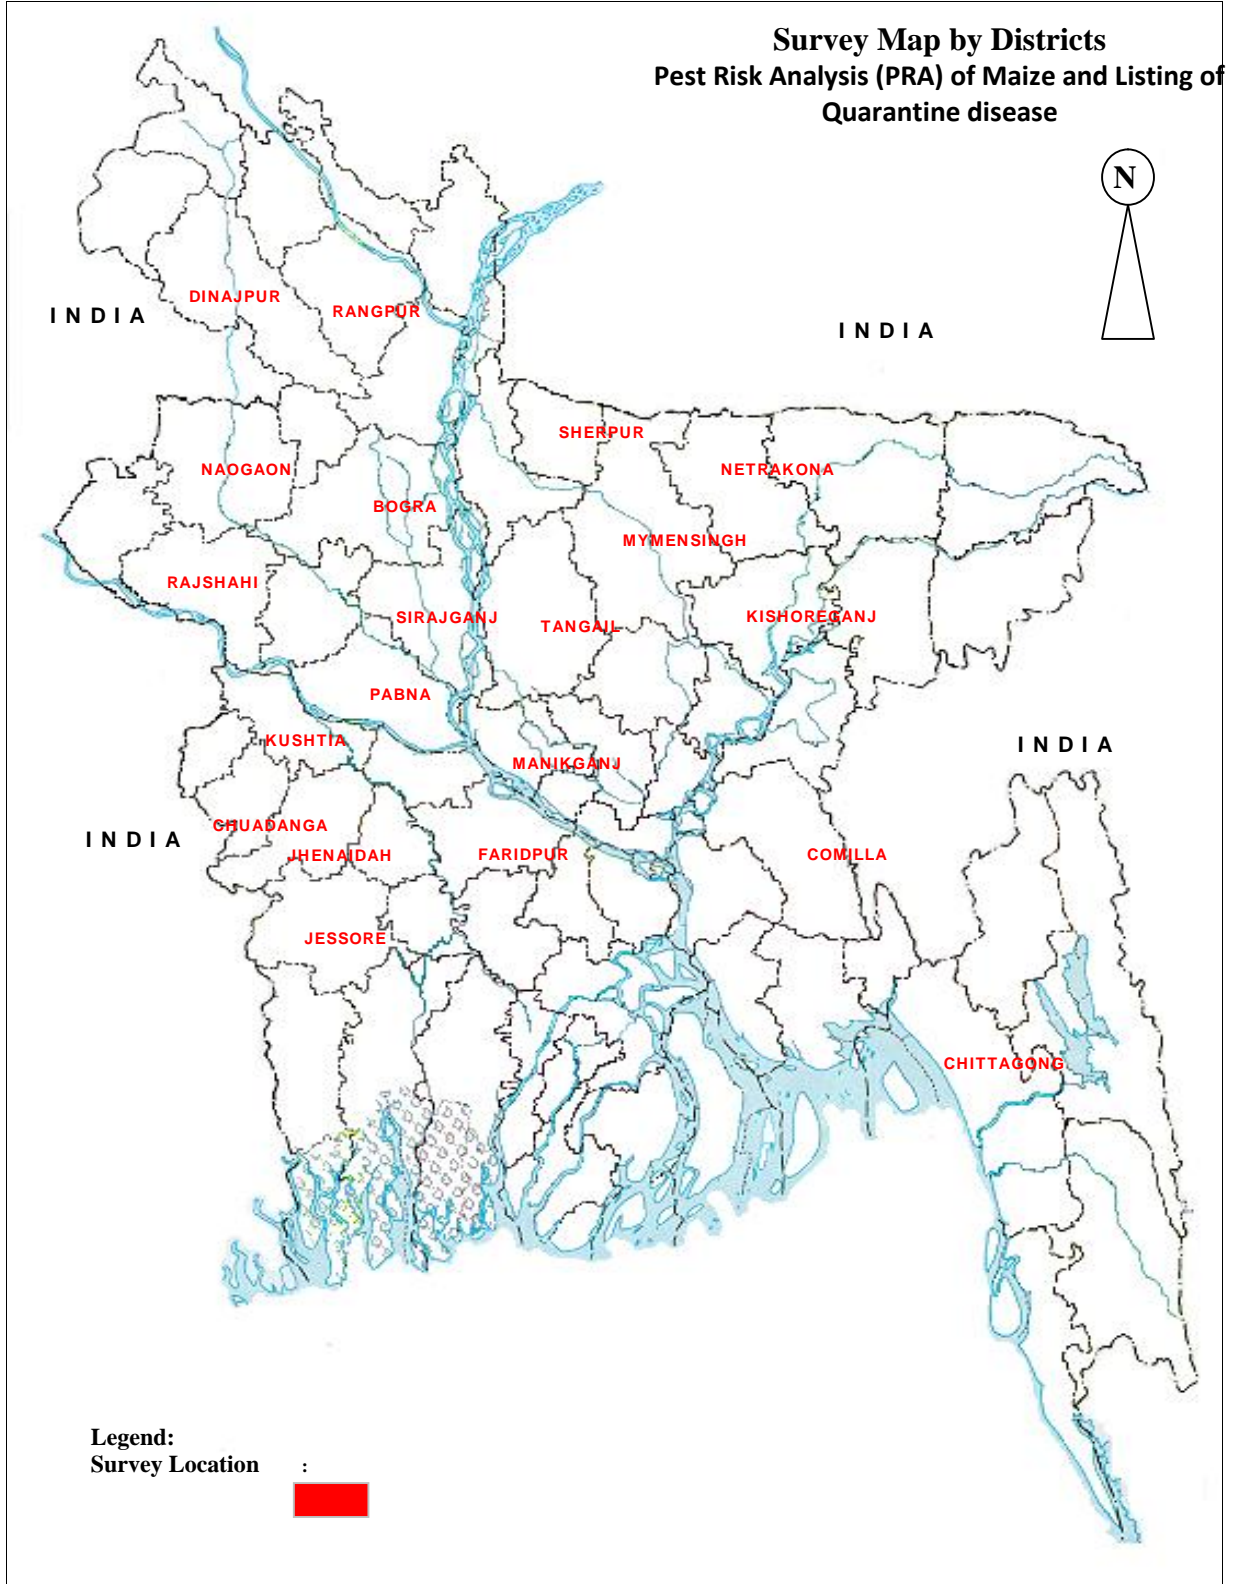 Survey Map by Districts
Pest Risk Analysis (PRA) of Maize and Listing of
Quarantine disease
N
DINAJPUR
INDIA
RANGPUR
INDIA
SHERPUR
NAOGAON
NETRAKONA
BOGRA
MYMENSINGH
RAJSHAHI
SIRAJGANJ
TANGAIL
KISHOREGANJ
PABNA
KUSHTIA
INDIA
MANIKGANJ
CHUADANGA
INDIA
JHENAIDAH
FARIDPUR
COMILLA
JESSORE
CHITTAGONG
Legend:
Survey Location :